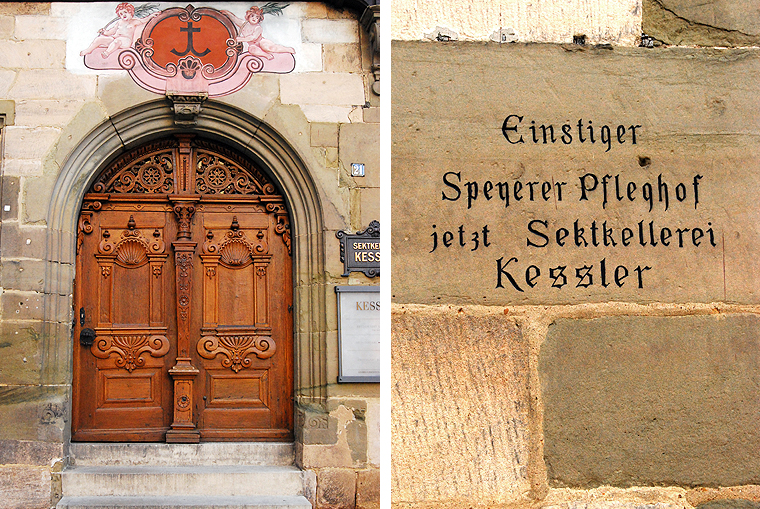 21
SEKTKE
KESS
KESS
Einstiger
Speyerer Pfleghof
jetzt Sektkellerei
Kessler